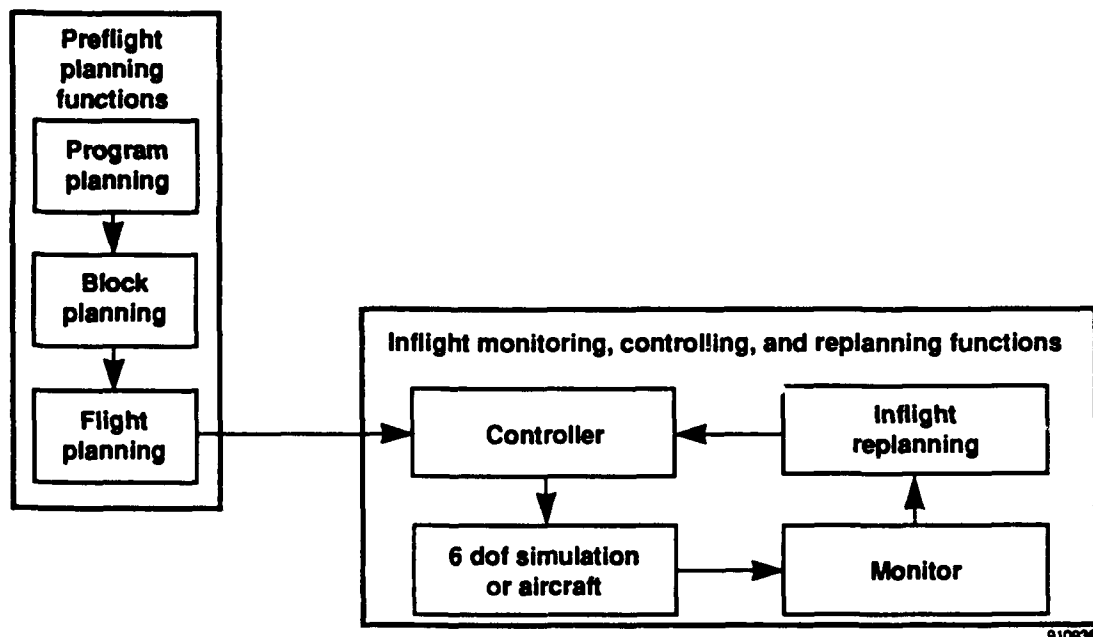 Preflight
planning
functions
Program
planning
Block
planning
Flight
planning
Inflight monitoring, controlling, and replanning functions
Controller
Inflight
replanning
6 dof simulation
or aircraft
Monitor